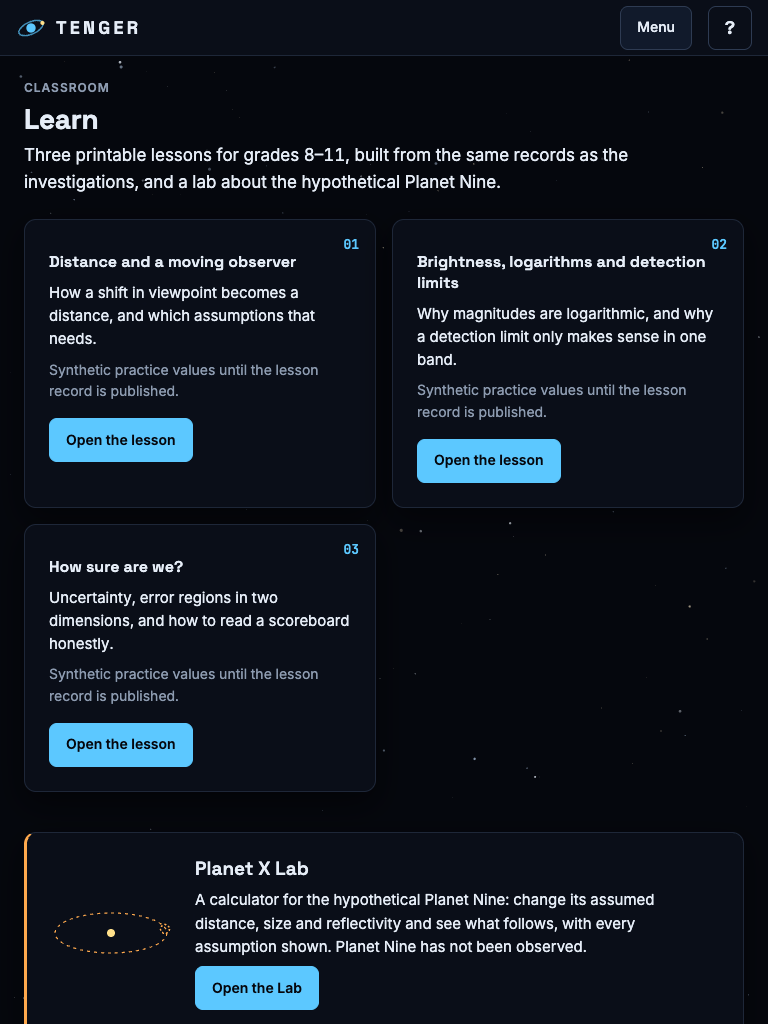 TENGER
Menu
?
CLASSROOM
Learn
Three printable lessons for grades 8–11, built from the same records as the
investigations, and a lab about the hypothetical Planet Nine.
01
Distance and a moving observer
How a shift in viewpoint becomes a
distance, and which assumptions that
needs.
Synthetic practice values until the lesson
record is published.
Open the lesson
02
Brightness, logarithms and detection
limits
Why magnitudes are logarithmic, and why
a detection limit only makes sense in one
band.
Synthetic practice values until the lesson
record is published.
Open the lesson
03
How sure are we?
Uncertainty, error regions in two
dimensions, and how to read a scoreboard
honestly.
Synthetic practice values until the lesson
record is published.
Open the lesson
Planet X Lab
A calculator for the hypothetical Planet Nine: change its assumed
distance, size and reflectivity and see what follows, with every
assumption shown. Planet Nine has not been observed.
Open the Lab